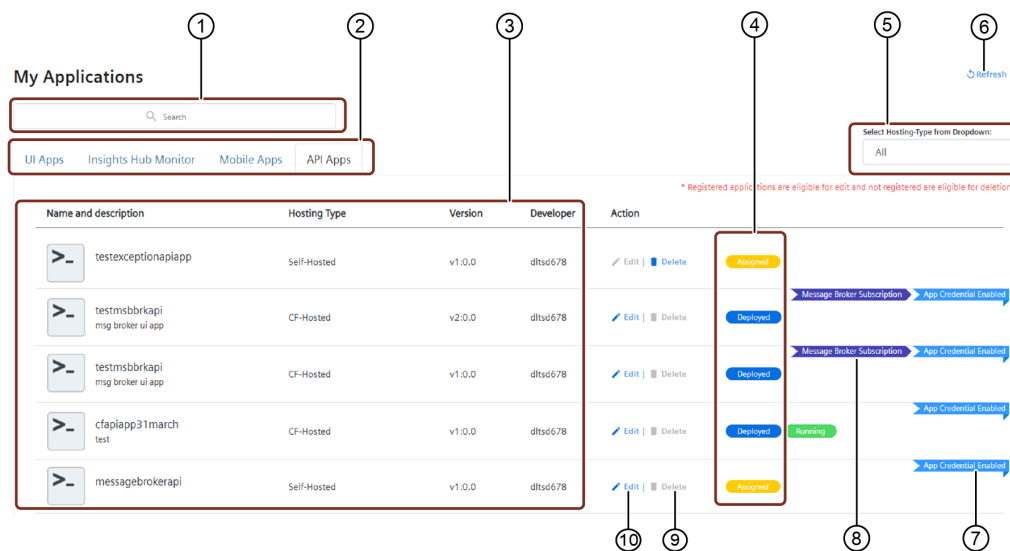 1 2 3 4 5 6
My Applications
Refresh
Search
Select Hosting-Type from Dropdown:
All
UI Apps Insights Hub Monitor Mobile Apps API Apps
* Registered applications are eligible for edit and not registered are eligible for deletion
Name and description Hosting Type Version Developer Action
>_ testexceptionapiapp Self-Hosted v1:0.0 dltsd678 Edit | Delete Assigned
Message Broker Subscription App Credential Enabled
>_ testmsbbrkapi CF-Hosted v2:0.0 dltsd678 Edit | Delete Deployed
msg broker ui app
Message Broker Subscription App Credential Enabled
>_ testmsbbrkapi CF-Hosted v1:0.0 dltsd678 Edit | Delete Deployed
msg broker ui app
App Credential Enabled
>_ cfapiapp31march CF-Hosted v1:0.0 dltsd678 Edit | Delete Deployed Running
test
App Credential Enabled
>_ messagebrokerapi Self-Hosted v1:0.0 dltsd678 Edit | Delete Assigned
10 9 8 7